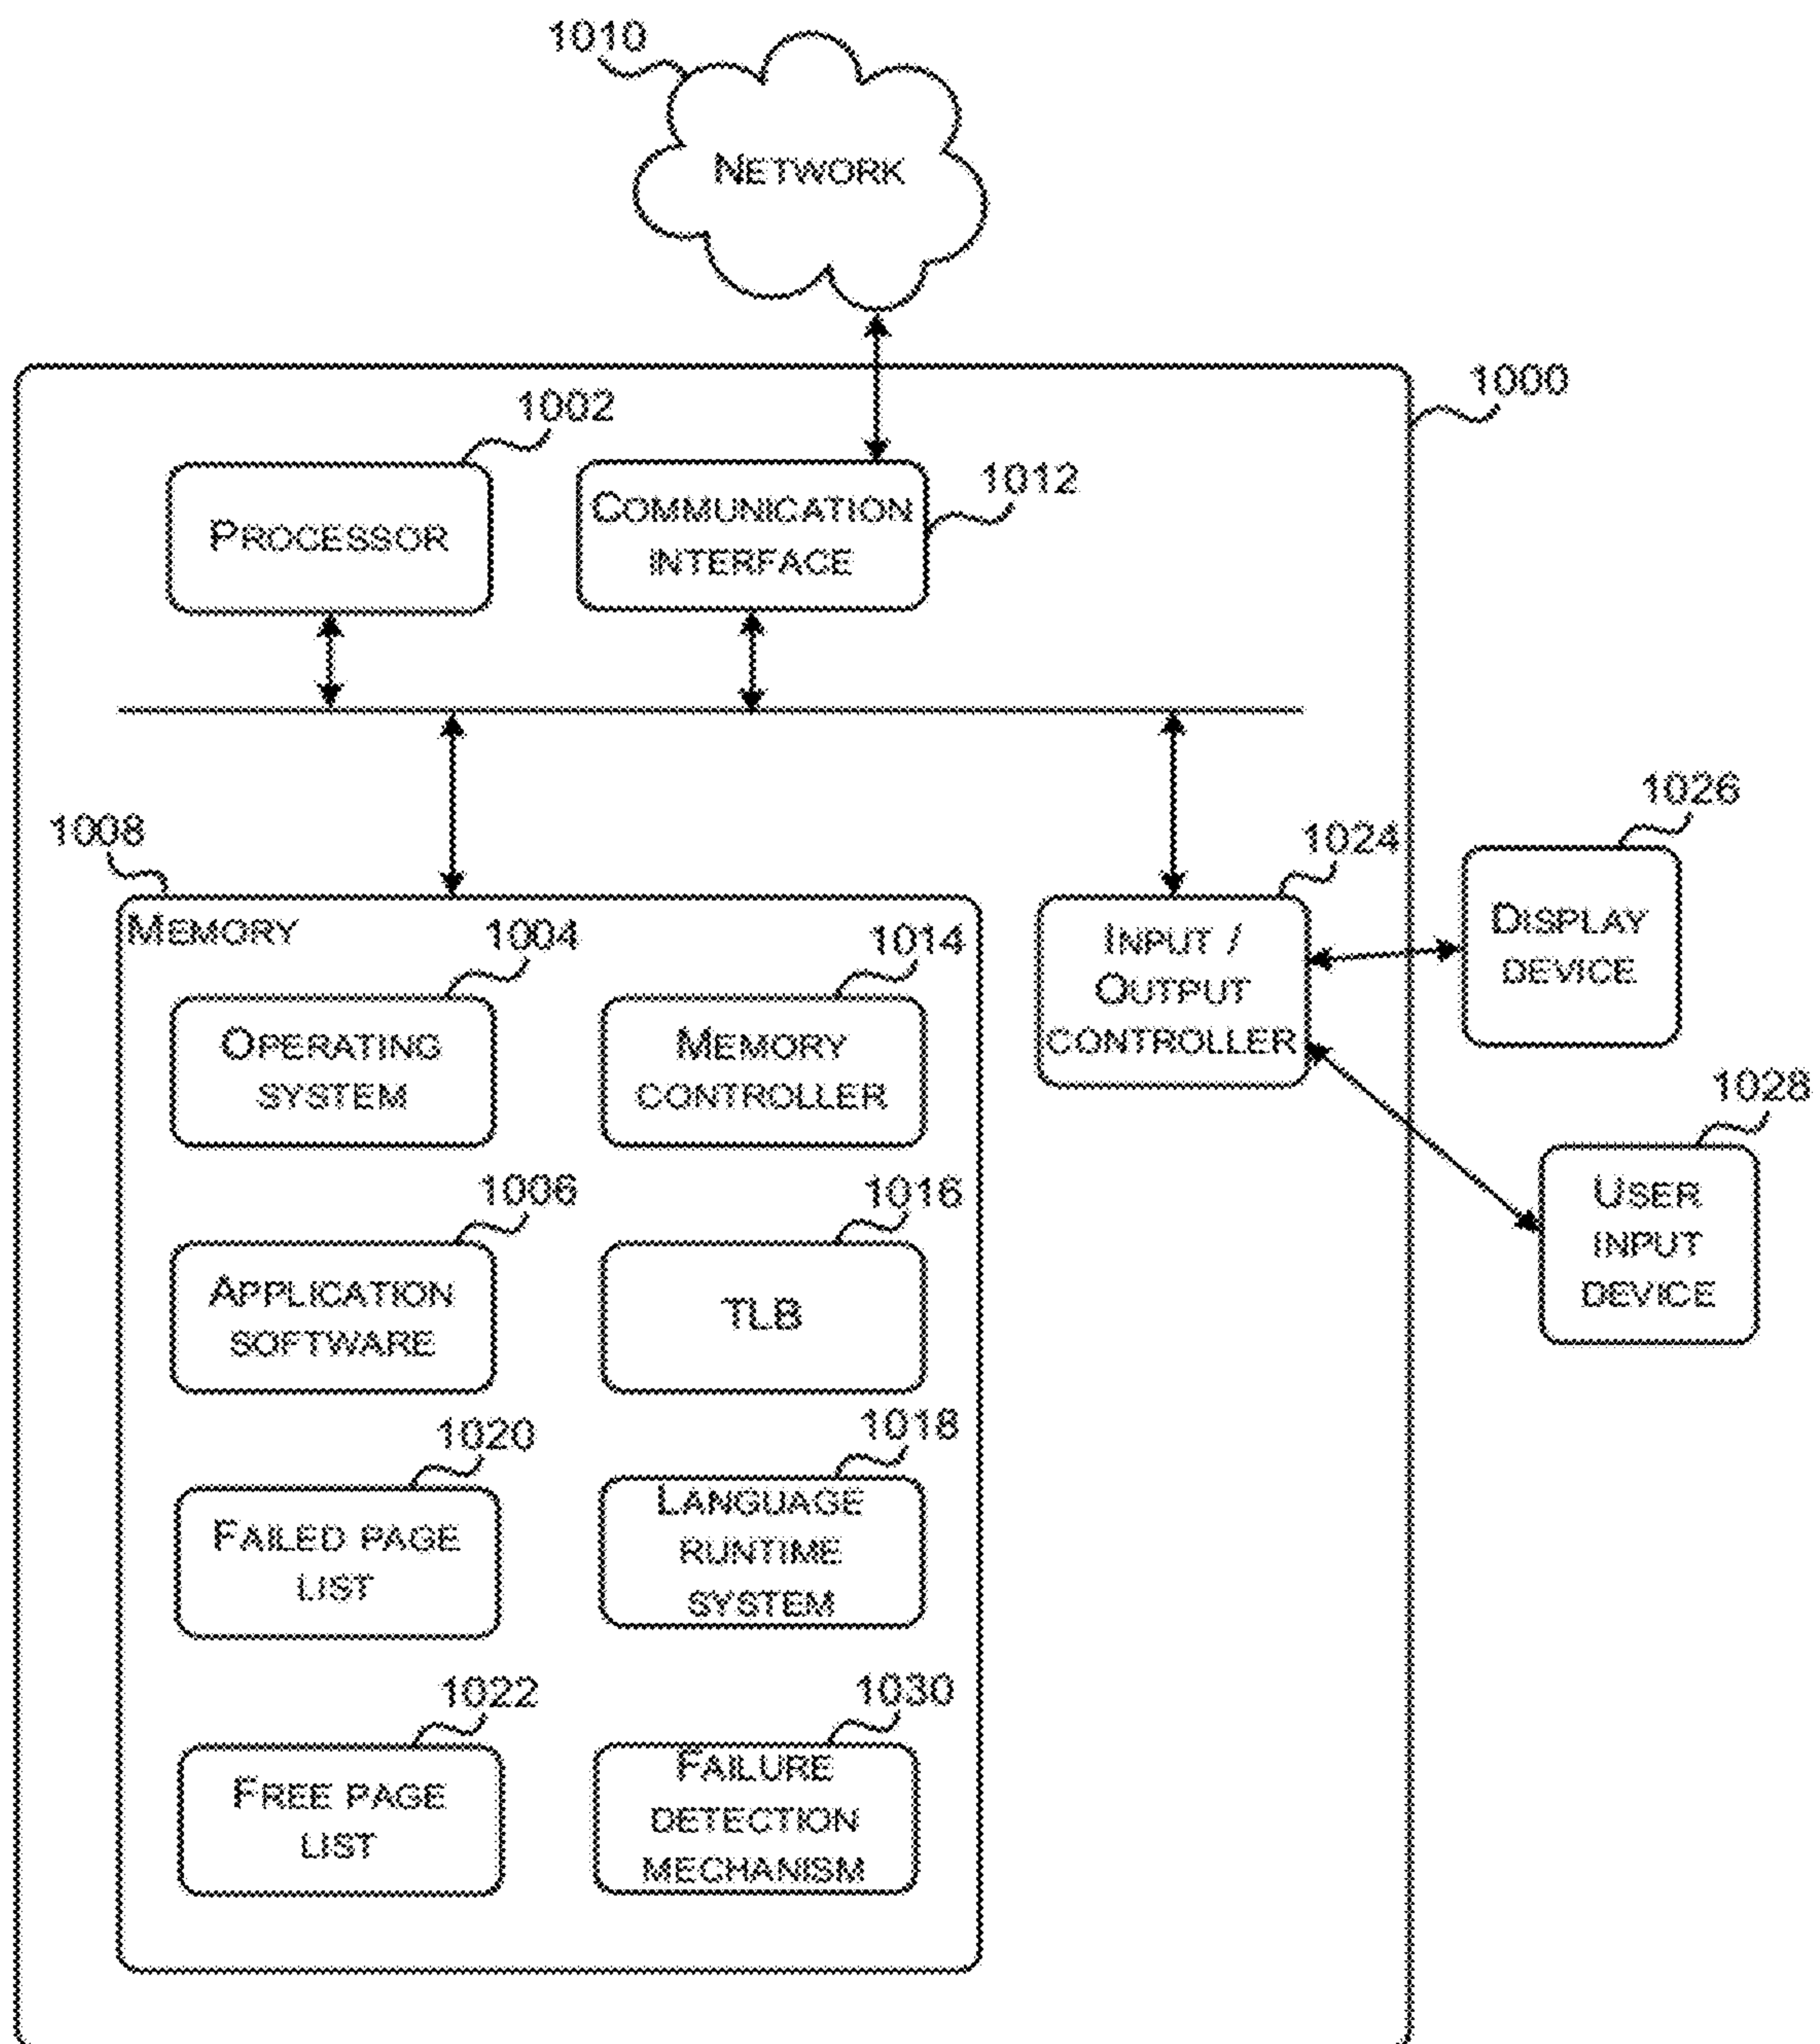 1010
NETWORK
1000
1002
PROCESSOR
1012
COMMUNICATION
INTERFACE
1008
MEMORY
1004
OPERATING
SYSTEM
1014
MEMORY
CONTROLLER
1006
APPLICATION
SOFTWARE
1016
TLB
1020
FAILED PAGE
LIST
1018
LANGUAGE
RUNTIME
SYSTEM
1022
FREE PAGE
LIST
1030
FAILURE
DETECTION
MECHANISM
1024
INPUT /
OUTPUT
CONTROLLER
1026
DISPLAY
DEVICE
1028
USER
INPUT
DEVICE